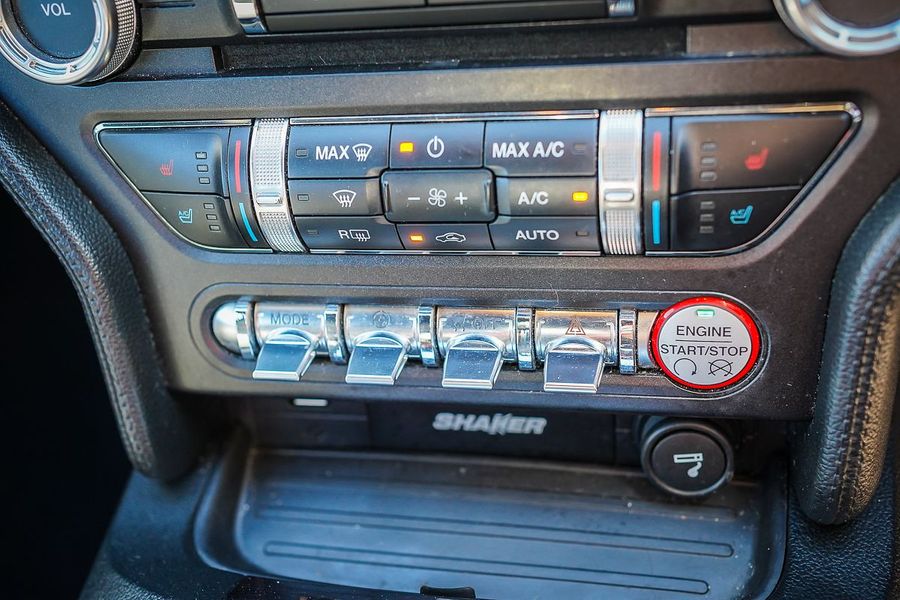 VOL
MAX
MAX A/C
A/C
R
AUTO
MODE
ENGINE
START/STOP
SHAKER